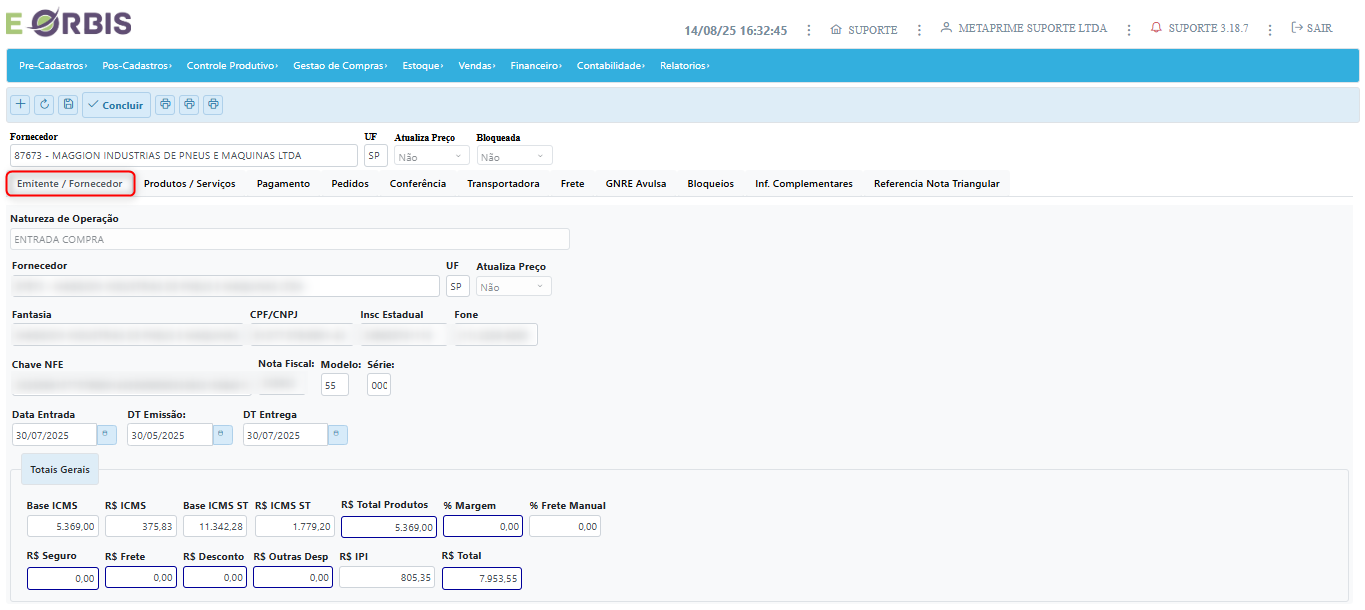 E ORBIS
14/08/25 16:32:45 SUPORTE METAPRIME SUPORTE LTDA SUPORTE 3.18.7 SAIR
Pre-Cadastros› Pos-Cadastros› Controle Produtivo› Gestao de Compras› Estoque› Vendas› Financeiro› Contabilidade› Relatorios›
Concluir
Fornecedor UF Atualiza Preço Bloqueada
87673 - MAGGION INDUSTRIAS DE PNEUS E MAQUINAS LTDA SP Não Não
Emitente / Fornecedor Produtos / Serviços Pagamento Pedidos Conferência Transportadora Frete GNRE Avulsa Bloqueios Inf. Complementares Referencia Nota Triangular
Natureza de Operação
ENTRADA COMPRA
Fornecedor UF Atualiza Preço
SP Não
Fantasia CPF/CNPJ Insc Estadual Fone
Chave NFE Nota Fiscal: Modelo: Série:
55 000
Data Entrada DT Emissão: DT Entrega
30/07/2025 30/05/2025 30/07/2025
Totais Gerais
Base ICMS R$ ICMS Base ICMS ST R$ ICMS ST R$ Total Produtos % Margem % Frete Manual
5.369,00 375,83 11.342,28 1.779,20 5.369,00 0,00 0,00
R$ Seguro R$ Frete R$ Desconto R$ Outras Desp R$ IPI R$ Total
0,00 0,00 0,00 0,00 805,35 7.953,55